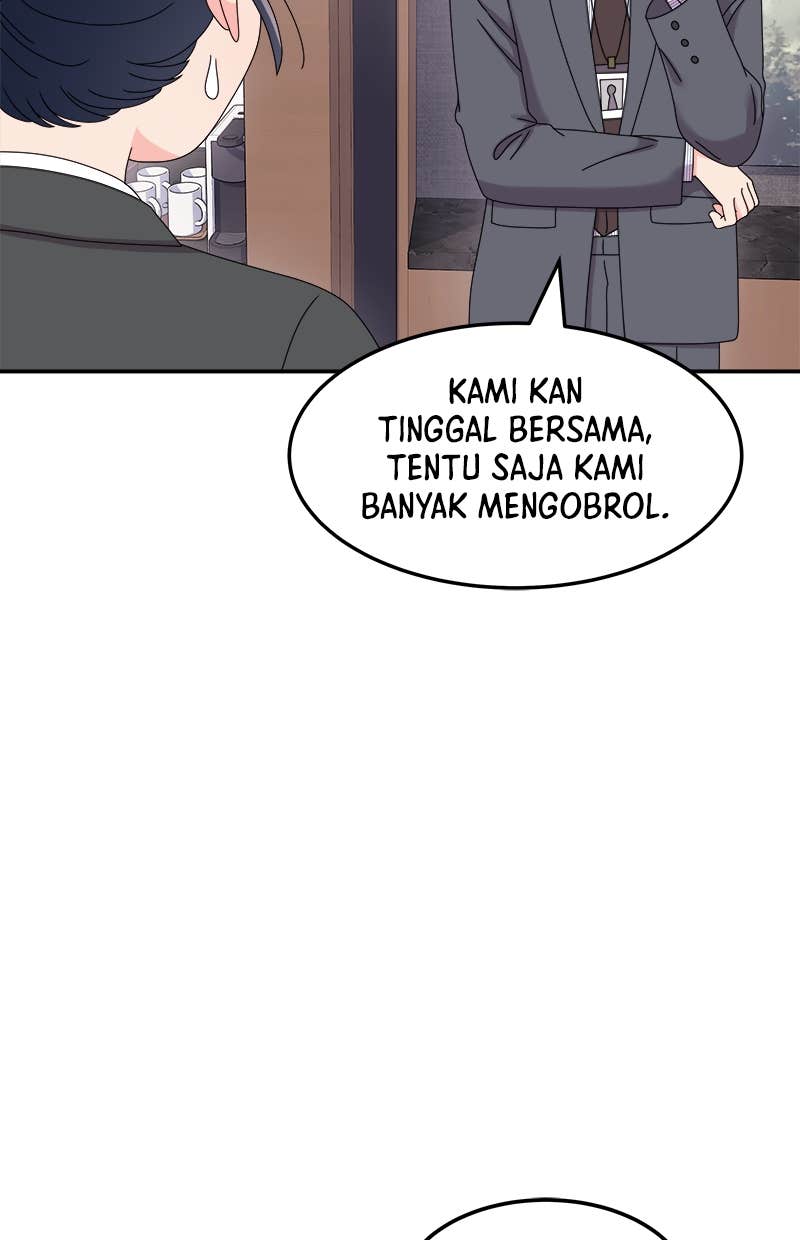 KAMI KAN
TINGGAL BERSAMA,
TENTU SAJA KAMI
BANYAK MENGOBROL.